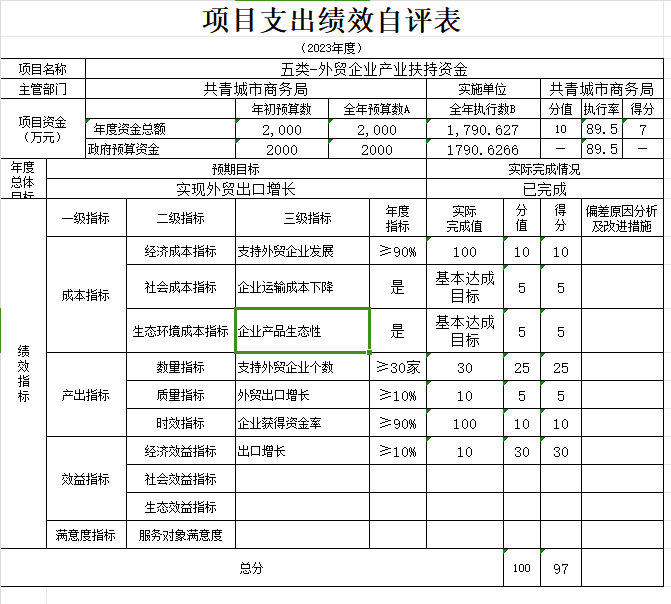 项目支出绩效自评表
（2023年度）
项目名称 五类-外贸企业产业扶持资金
主管部门 共青城市商务局 实施单位 共青城市商务局
项目资金（万元） 年初预算数 全年预算数A 全年执行数B 分值 执行率 得分
年度资金总额 2,000 2,000 1,790.627 10 89.5 7
政府预算资金 2000 2000 1790.6266 — 89.5 —
年度总体目标 预期目标 实际完成情况
实现外贸出口增长 已完成
绩效指标 一级指标 二级指标 三级指标 年度指标 实际完成值 分值 得分 偏差原因分析及改进措施
成本指标 经济成本指标 支持外贸企业发展 ≥90% 100 10 10
社会成本指标 企业运输成本下降 是 基本达成目标 5 5
生态环境成本指标 企业产品生态性 是 基本达成目标 5 5
产出指标 数量指标 支持外贸企业个数 ≥30家 30 25 25
质量指标 外贸出口增长 ≥10% 10 5 5
时效指标 企业获得资金率 ≥90% 100 10 10
效益指标 经济效益指标 出口增长 ≥10% 10 30 30
社会效益指标
生态效益指标
满意度指标 服务对象满意度
总分 100 97